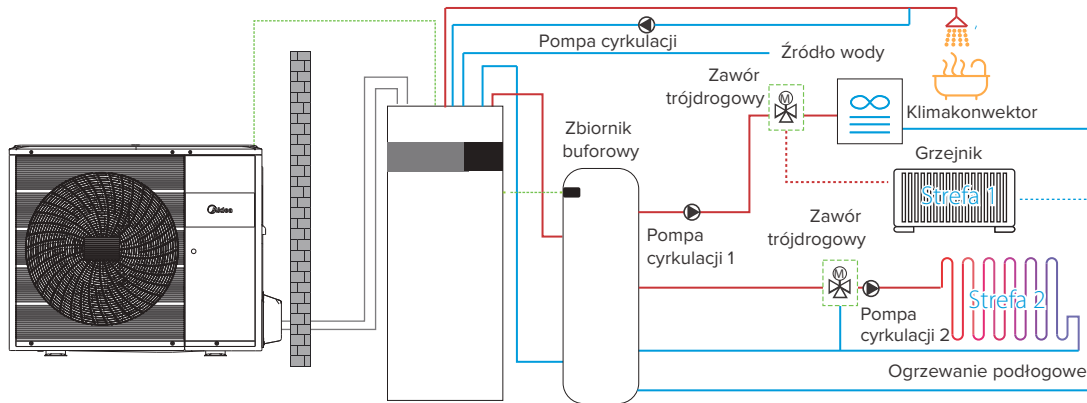 Pompa cyrkulacji
Źródło wody
Zawór
trójdrogowy
M
Klimakonwektor
Zbiornik
buforowy
Grzejnik
Strefa 1
Midea
Pompa
cyrkulacji 1
Zawór
trójdrogowy
M
Strefa 2
Pompa
cyrkulacji 2
Ogrzewanie podłogowe